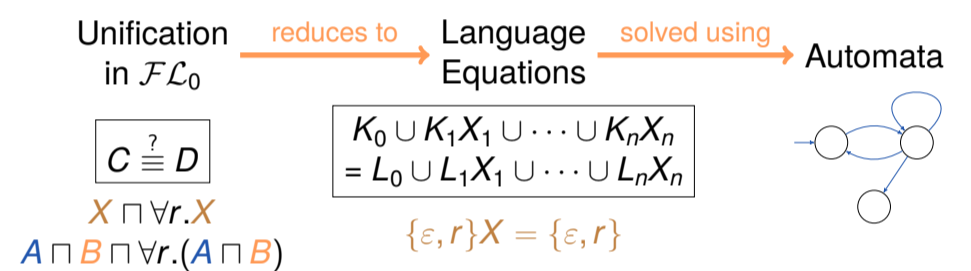 Unification
in 𝓕𝓛₀
reduces to
Language
Equations
solved using
Automata
C ≡? D
X ⊓ ∀r.X
A ⊓ B ⊓ ∀r.(A ⊓ B)
K₀ ∪ K₁X₁ ∪ ⋯ ∪ KₙXₙ
= L₀ ∪ L₁X₁ ∪ ⋯ ∪ LₙXₙ
{ε, r}X = {ε, r}